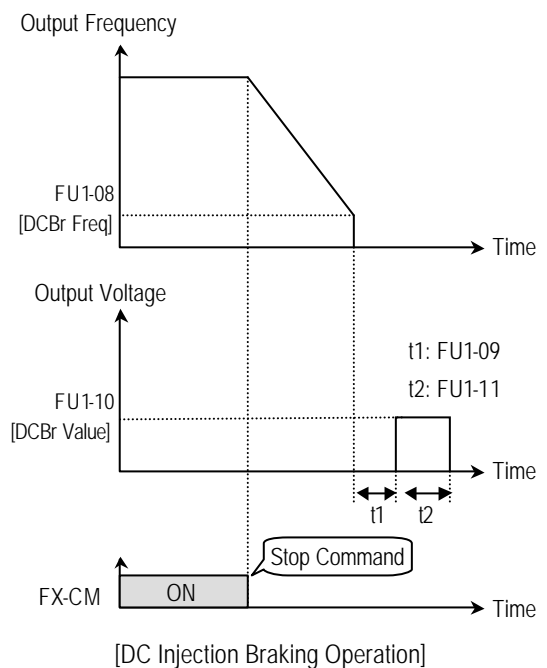 Output Frequency
FU1-08
[DCBr Freq]
Time
Output Voltage
t1: FU1-09
t2: FU1-11
FU1-10
[DCBr Value]
Time
t1
t2
Stop Command
FX-CM
ON
Time
[DC Injection Braking Operation]